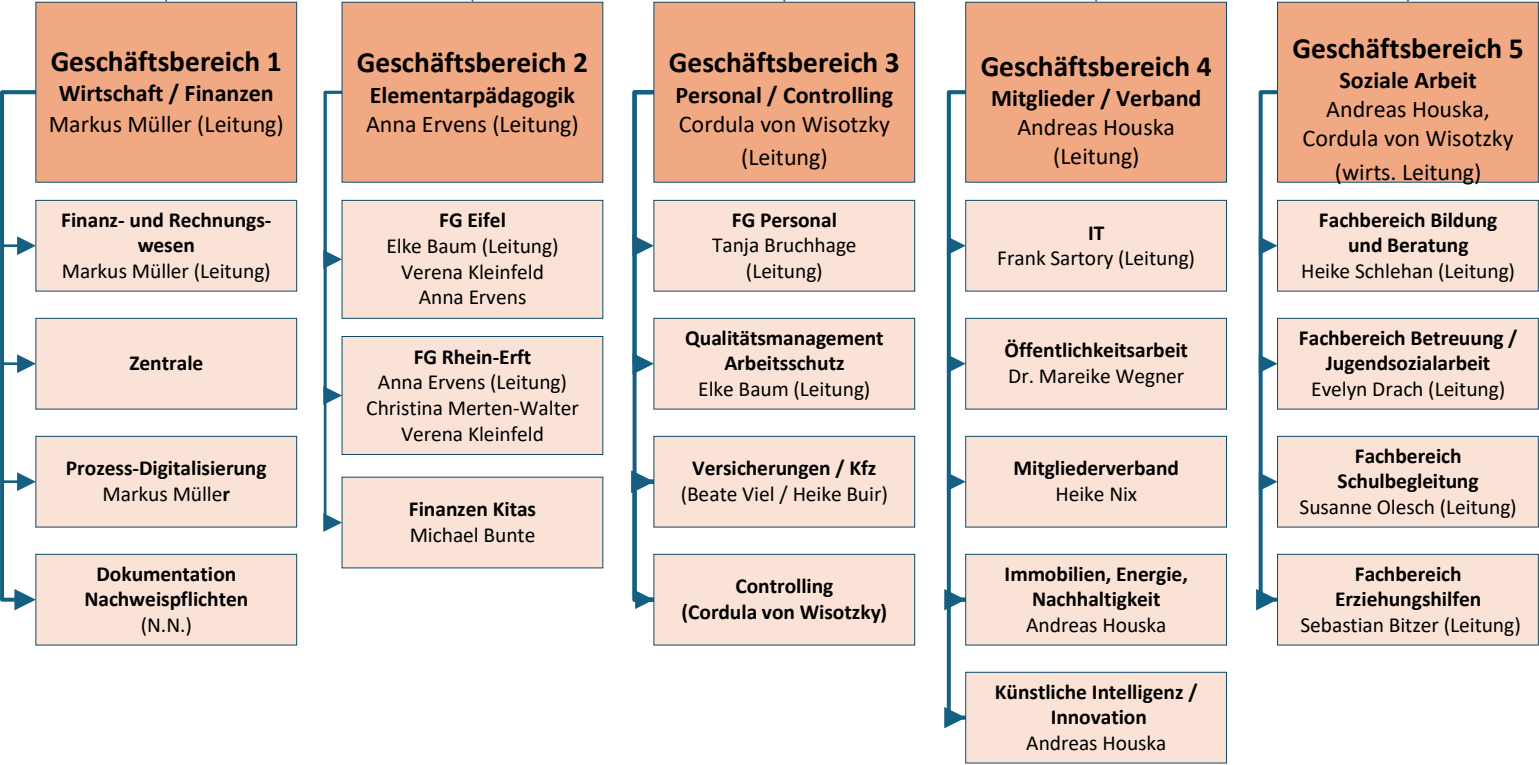 Geschäftsbereich 1
Wirtschaft / Finanzen
Markus Müller (Leitung)
Finanz- und Rechnungs-
wesen
Markus Müller (Leitung)
Zentrale
Prozess-Digitalisierung
Markus Müller
Dokumentation
Nachweispflichten
(N.N.)
Geschäftsbereich 2
Elementarpädagogik
Anna Ervens (Leitung)
FG Eifel
Elke Baum (Leitung)
Verena Kleinfeld
Anna Ervens
FG Rhein-Erft
Anna Ervens (Leitung)
Christina Merten-Walter
Verena Kleinfeld
Finanzen Kitas
Michael Bunte
Geschäftsbereich 3
Personal / Controlling
Cordula von Wisotzky
(Leitung)
FG Personal
Tanja Bruchhage
(Leitung)
Qualitätsmanagement
Arbeitsschutz
Elke Baum (Leitung)
Versicherungen / Kfz
(Beate Viel / Heike Buir)
Controlling
(Cordula von Wisotzky)
Geschäftsbereich 4
Mitglieder / Verband
Andreas Houska
(Leitung)
IT
Frank Sartory (Leitung)
Öffentlichkeitsarbeit
Dr. Mareike Wegner
Mitgliederverband
Heike Nix
Immobilien, Energie,
Nachhaltigkeit
Andreas Houska
Künstliche Intelligenz /
Innovation
Andreas Houska
Geschäftsbereich 5
Soziale Arbeit
Andreas Houska,
Cordula von Wisotzky
(wirts. Leitung)
Fachbereich Bildung
und Beratung
Heike Schlehan (Leitung)
Fachbereich Betreuung /
Jugendsozialarbeit
Evelyn Drach (Leitung)
Fachbereich
Schulbegleitung
Susanne Olesch (Leitung)
Fachbereich
Erziehungshilfen
Sebastian Bitzer (Leitung)